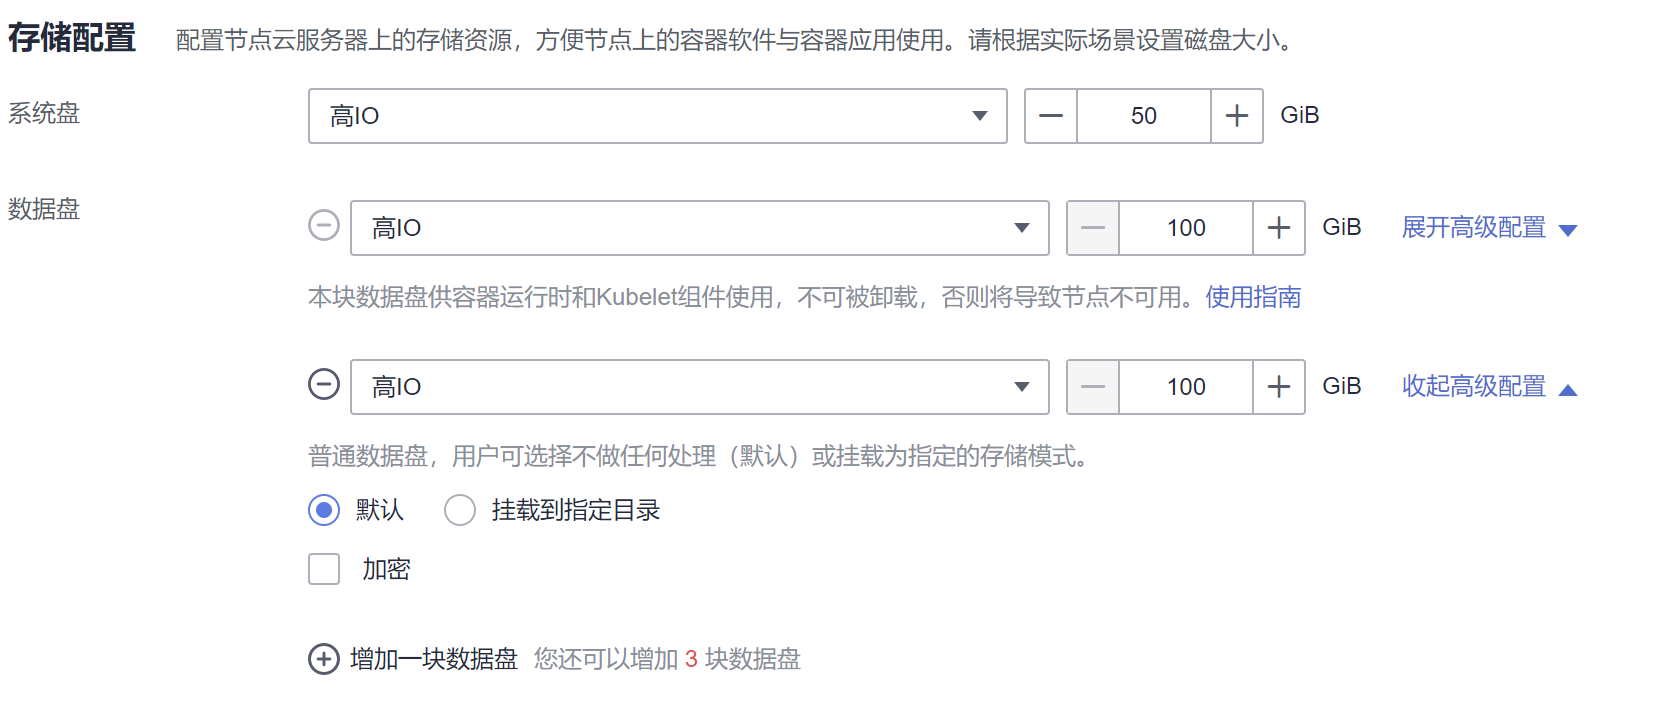 存储配置 配置节点云服务器上的存储资源，方便节点上的容器软件与容器应用使用。请根据实际场景设置磁盘大小。
系统盘 高IO 50 GiB
数据盘 高IO 100 GiB 展开高级配置
本块数据盘供容器运行时和Kubelet组件使用，不可被卸载，否则将导致节点不可用。使用指南
高IO 100 GiB 收起高级配置
普通数据盘，用户可选择不做任何处理（默认）或挂载为指定的存储模式。
默认 挂载到指定目录
加密
增加一块数据盘 您还可以增加 3 块数据盘